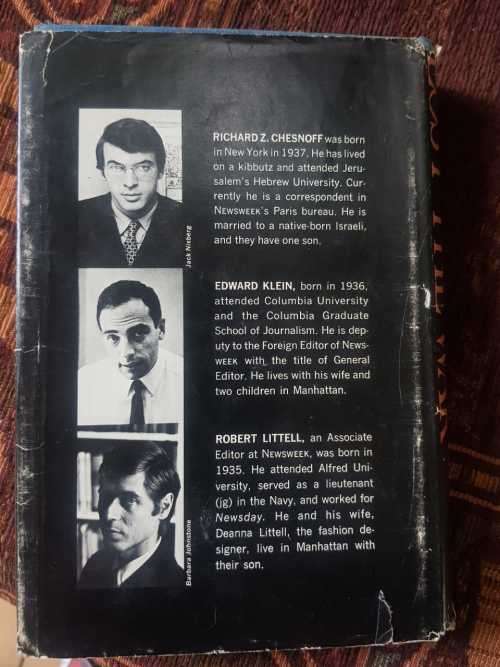 RICHARD Z. CHESNOFF was born
in New York in 1937. He has lived
on a kibbutz and attended Jeru-
salem's Hebrew University. Cur-
rently he is a correspondent in
NEWSWEEK's Paris bureau. He is
married to a native-born Israeli,
and they have one son.
Jack Nisberg
EDWARD KLEIN, born in 1936,
attended Columbia University
and the Columbia Graduate
School of Journalism. He is dep-
uty to the Foreign Editor of NEWS-
WEEK with the title of General
Editor. He lives with his wife and
two children in Manhattan.
ROBERT LITTELL, an Associate
Editor at NEWSWEEK, was born in
1935. He attended Alfred Uni-
versity, served as a lieutenant
(jg) in the Navy, and worked for
Newsday. He and his wife,
Deanna Littell, the fashion de-
signer, live in Manhattan with
their son.
Barbara Johnstone